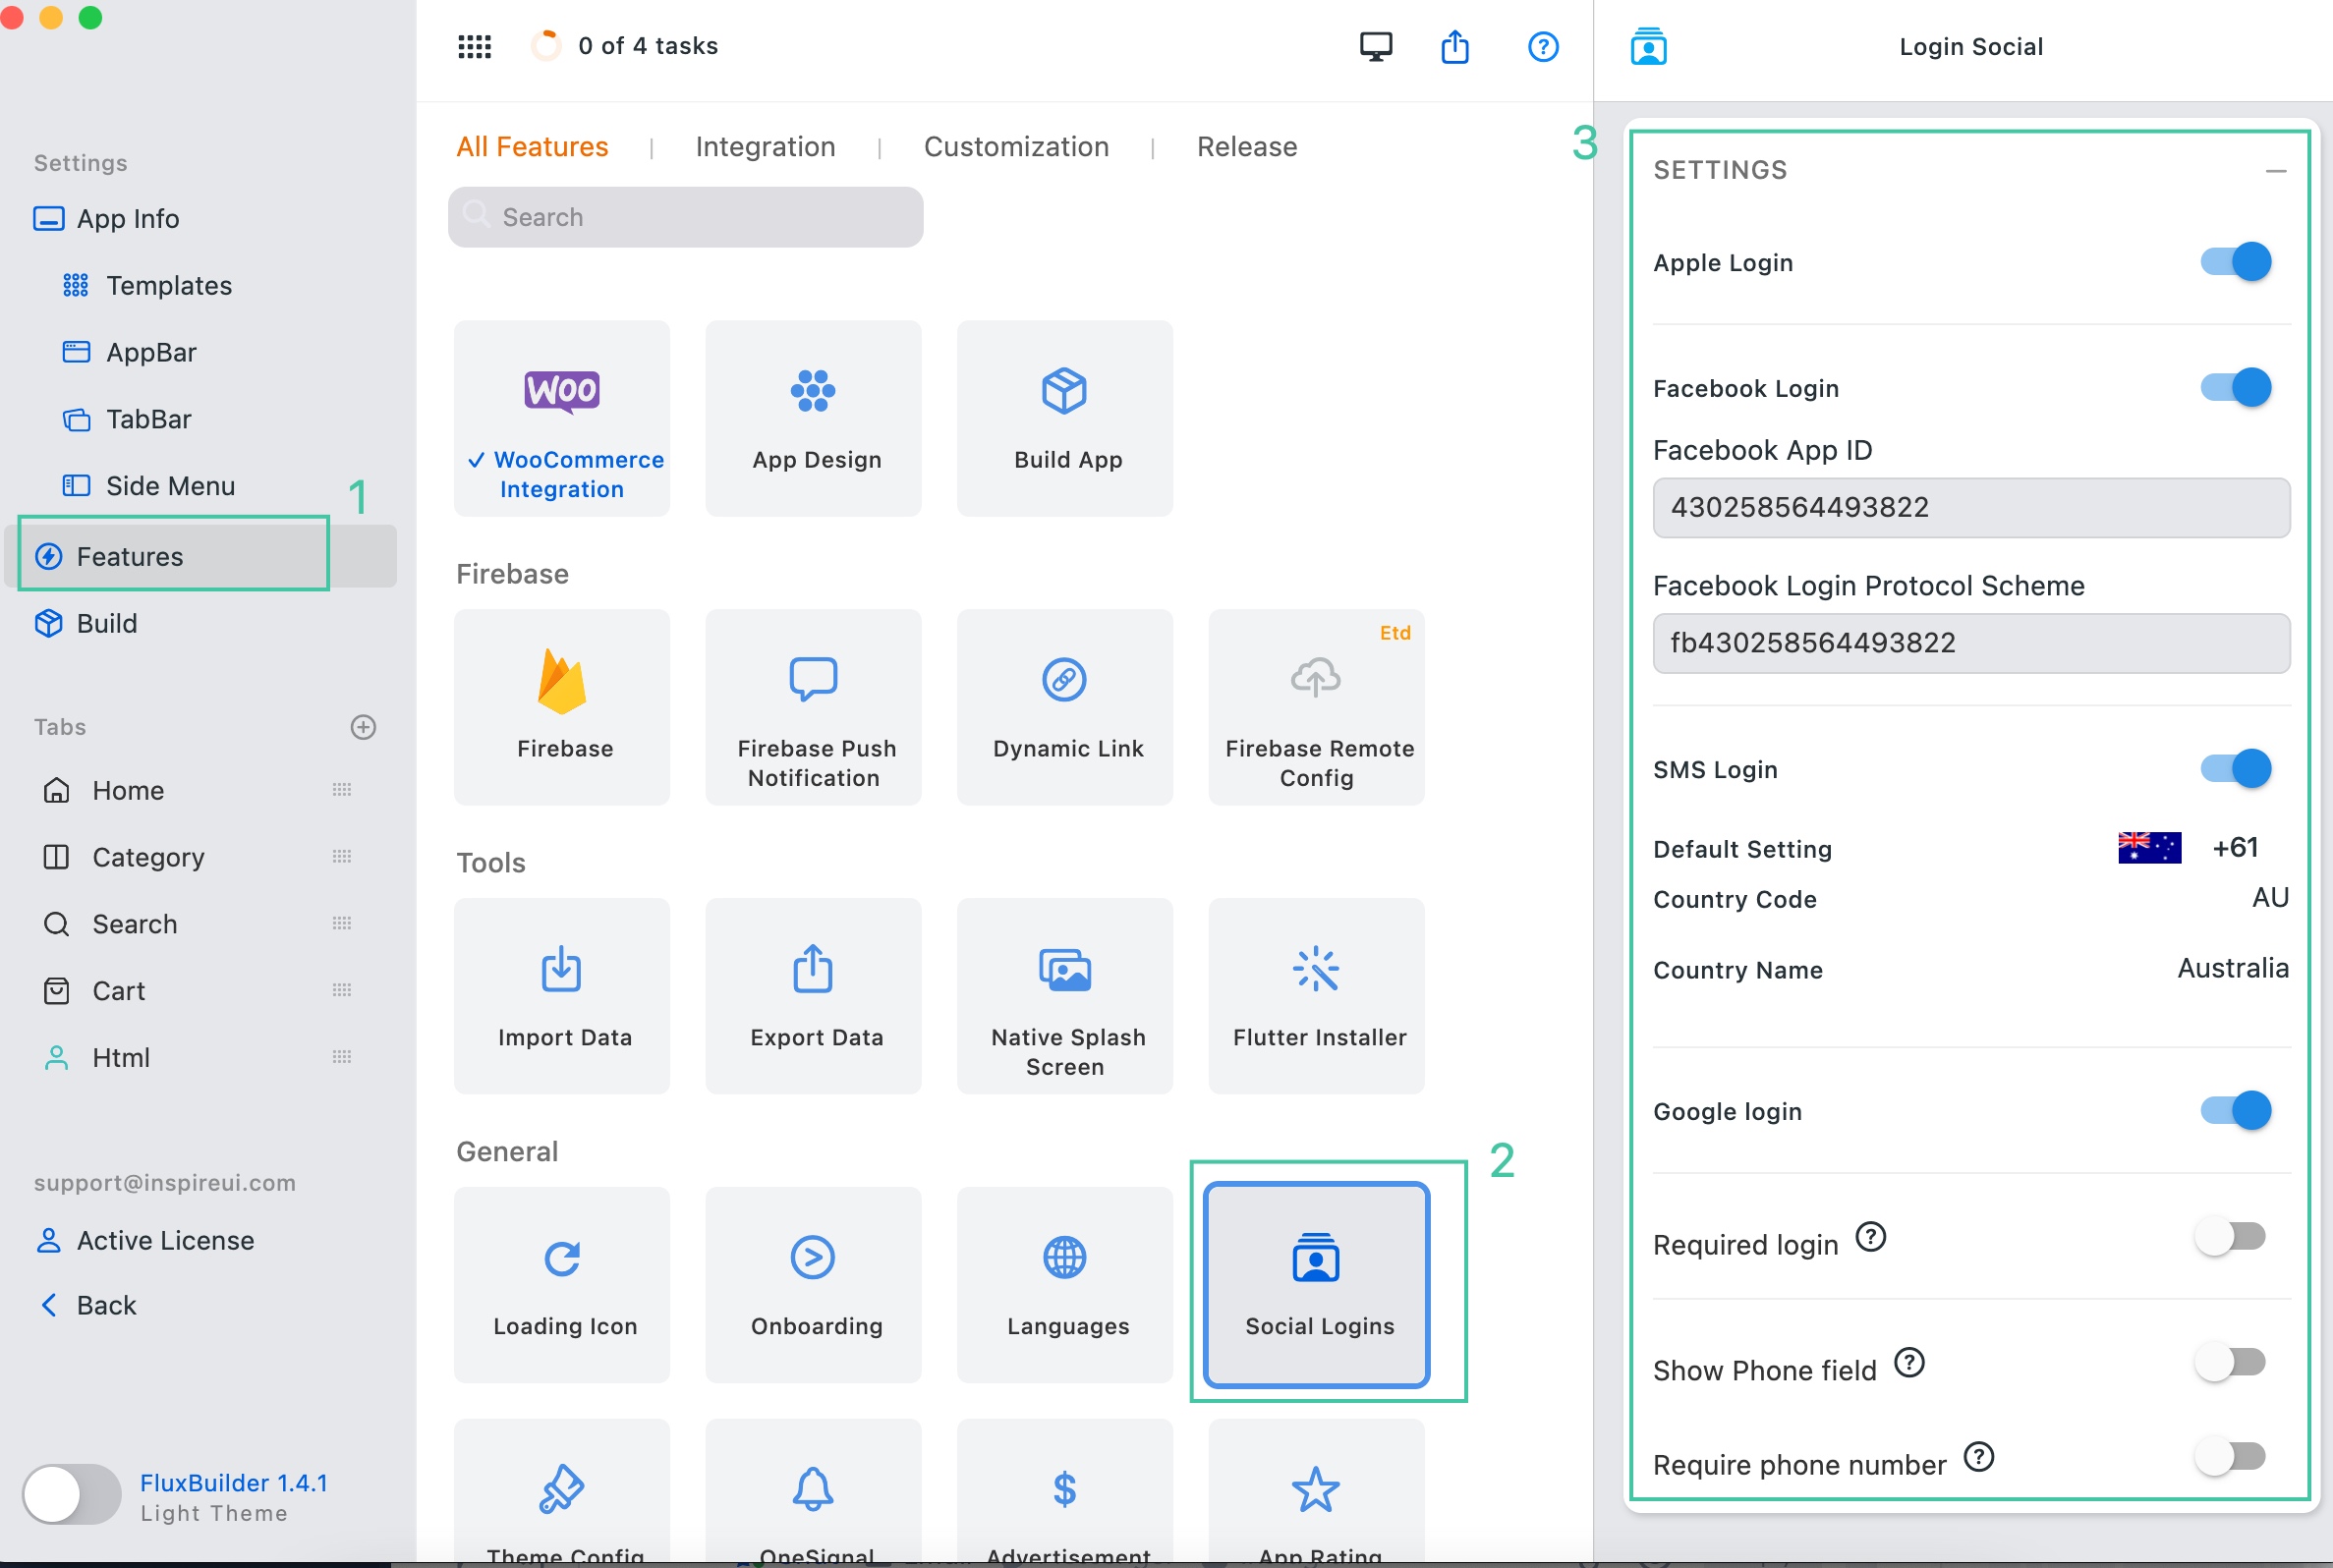 0 of 4 tasks
Login Social
Settings
App Info
Templates
AppBar
TabBar
Side Menu
1
Features
Build
Tabs
Home
Category
Search
Cart
Html
support@inspireui.com
Active License
Back
FluxBuilder 1.4.1
Light Theme
All Features | Integration | Customization | Release
Search
WOO
WooCommerce
Integration
App Design
Build App
Firebase
Firebase
Firebase Push
Notification
Dynamic Link
Etd
Firebase Remote
Config
Tools
Import Data
Export Data
Native Splash
Screen
Flutter Installer
General
2
Loading Icon
Onboarding
Languages
Social Logins
Theme Config
OneSignal
Advertisement
App Rating
3
SETTINGS
Apple Login
Facebook Login
Facebook App ID
430258564493822
Facebook Login Protocol Scheme
fb430258564493822
SMS Login
Default Setting +61
Country Code AU
Country Name Australia
Google login
Required login ?
Show Phone field ?
Require phone number ?